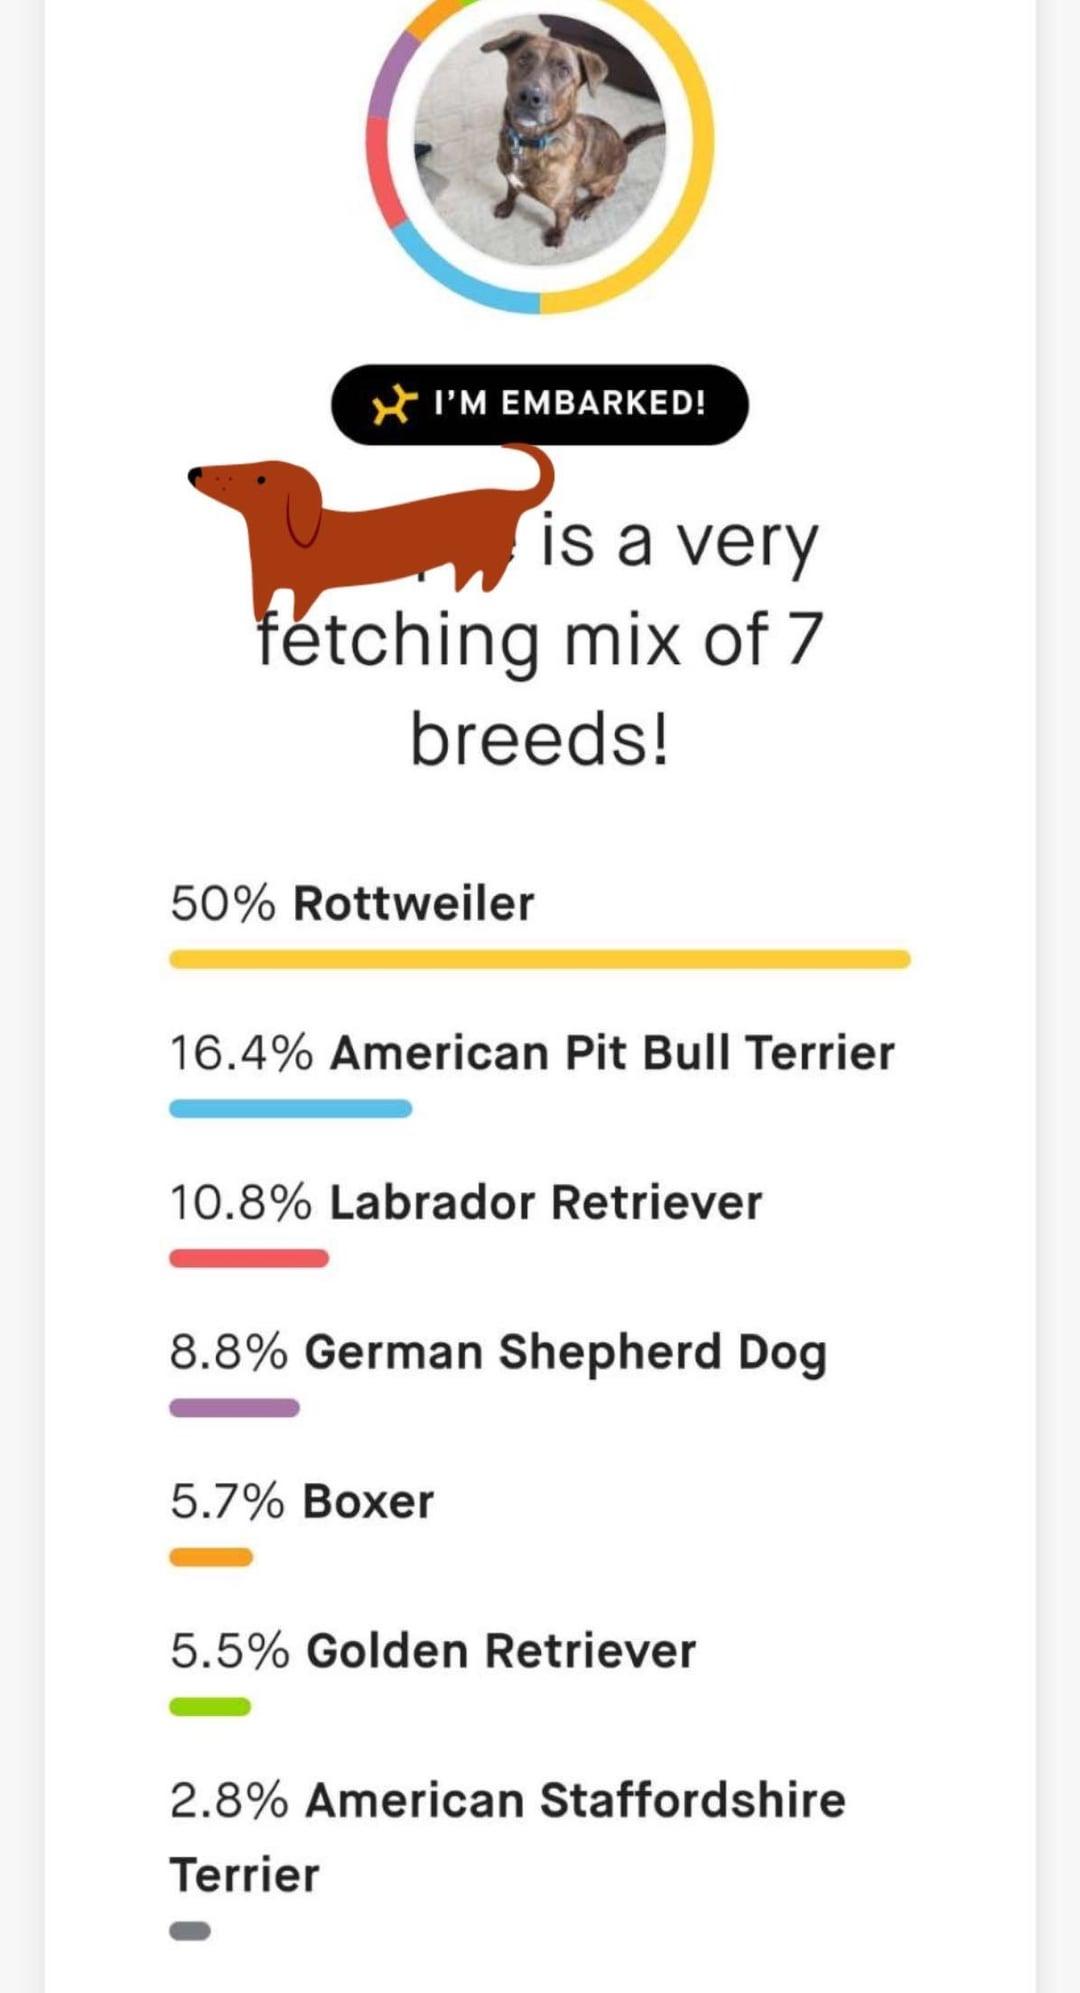 I'M EMBARKED!
is a very
fetching mix of 7
breeds!
50% Rottweiler
16.4% American Pit Bull Terrier
10.8% Labrador Retriever
8.8% German Shepherd Dog
5.7% Boxer
5.5% Golden Retriever
2.8% American Staffordshire
Terrier